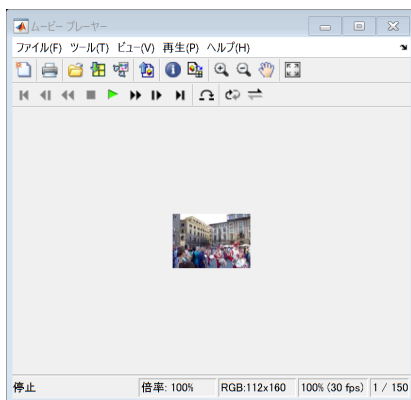 ムービー プレーヤー
ファイル(F) ツール(T) ビュー(V) 再生(P) ヘルプ(H)
停止 倍率: 100% RGB:112x160 100% (30 fps) 1 / 150